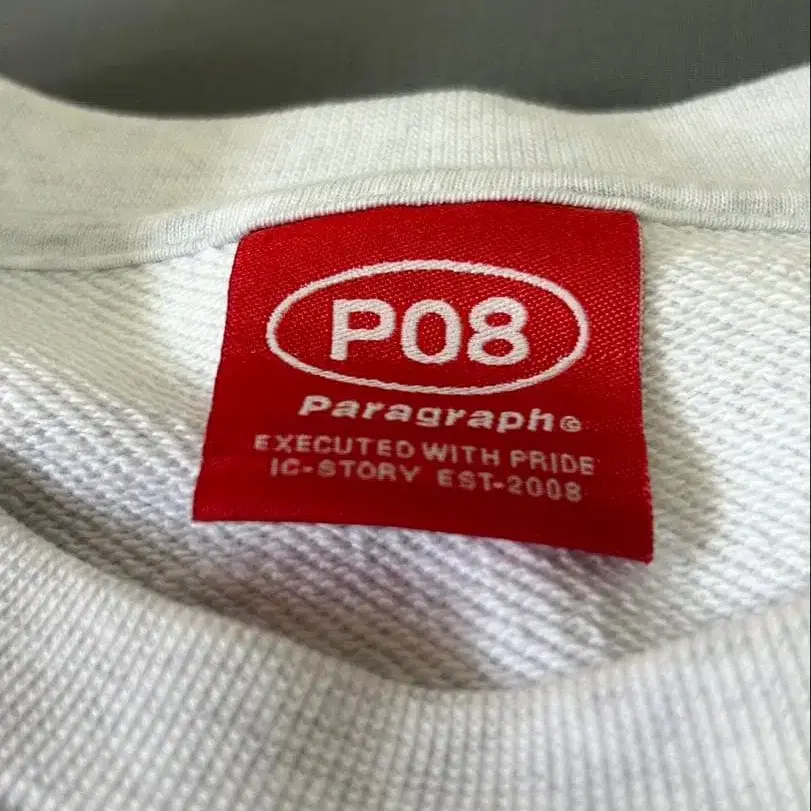 P08
Paragraph©
EXECUTED WITH PRIDE
IC-STORY EST-2008